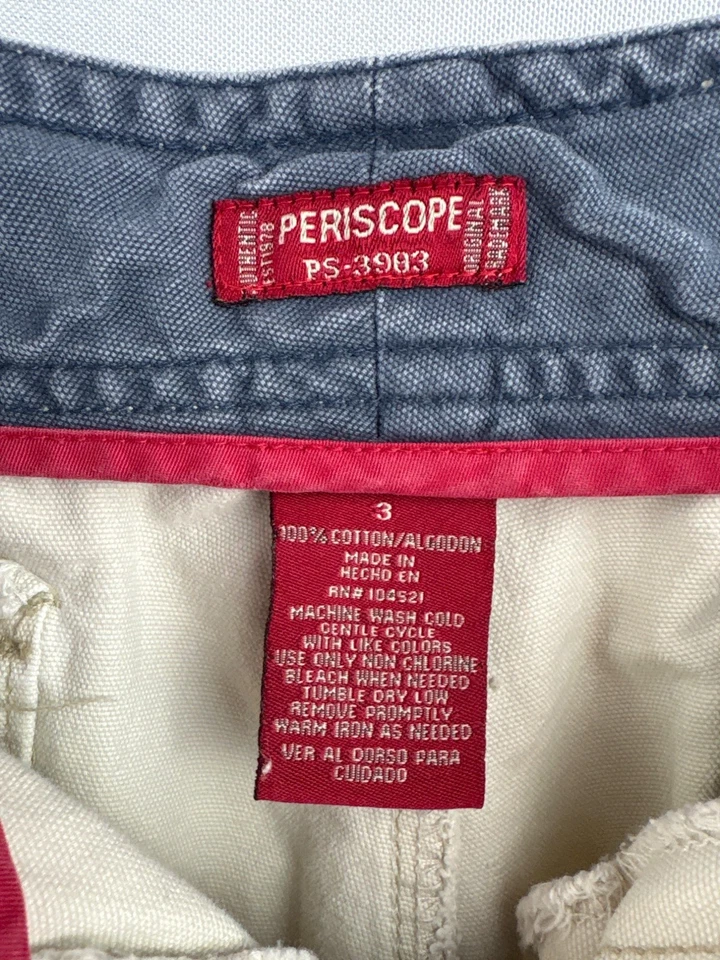 UTHENTIC
EST1978
PERISCOPE
PS-3903
ORIGINAL
RADEMARK
3
100% COTTON/ALGODON
MADE IN
HECHO EN
RN# 104521
MACHINE WASH COLD
GENTLE CYCLE
WITH LIKE COLORS
USE ONLY NON CHLORINE
BLEACH WHEN NEEDED
TUMBLE DRY LOW
REMOVE PROMPTLY
WARM IRON AS NEEDED
VER AL DORSO PARA
CUIDADO